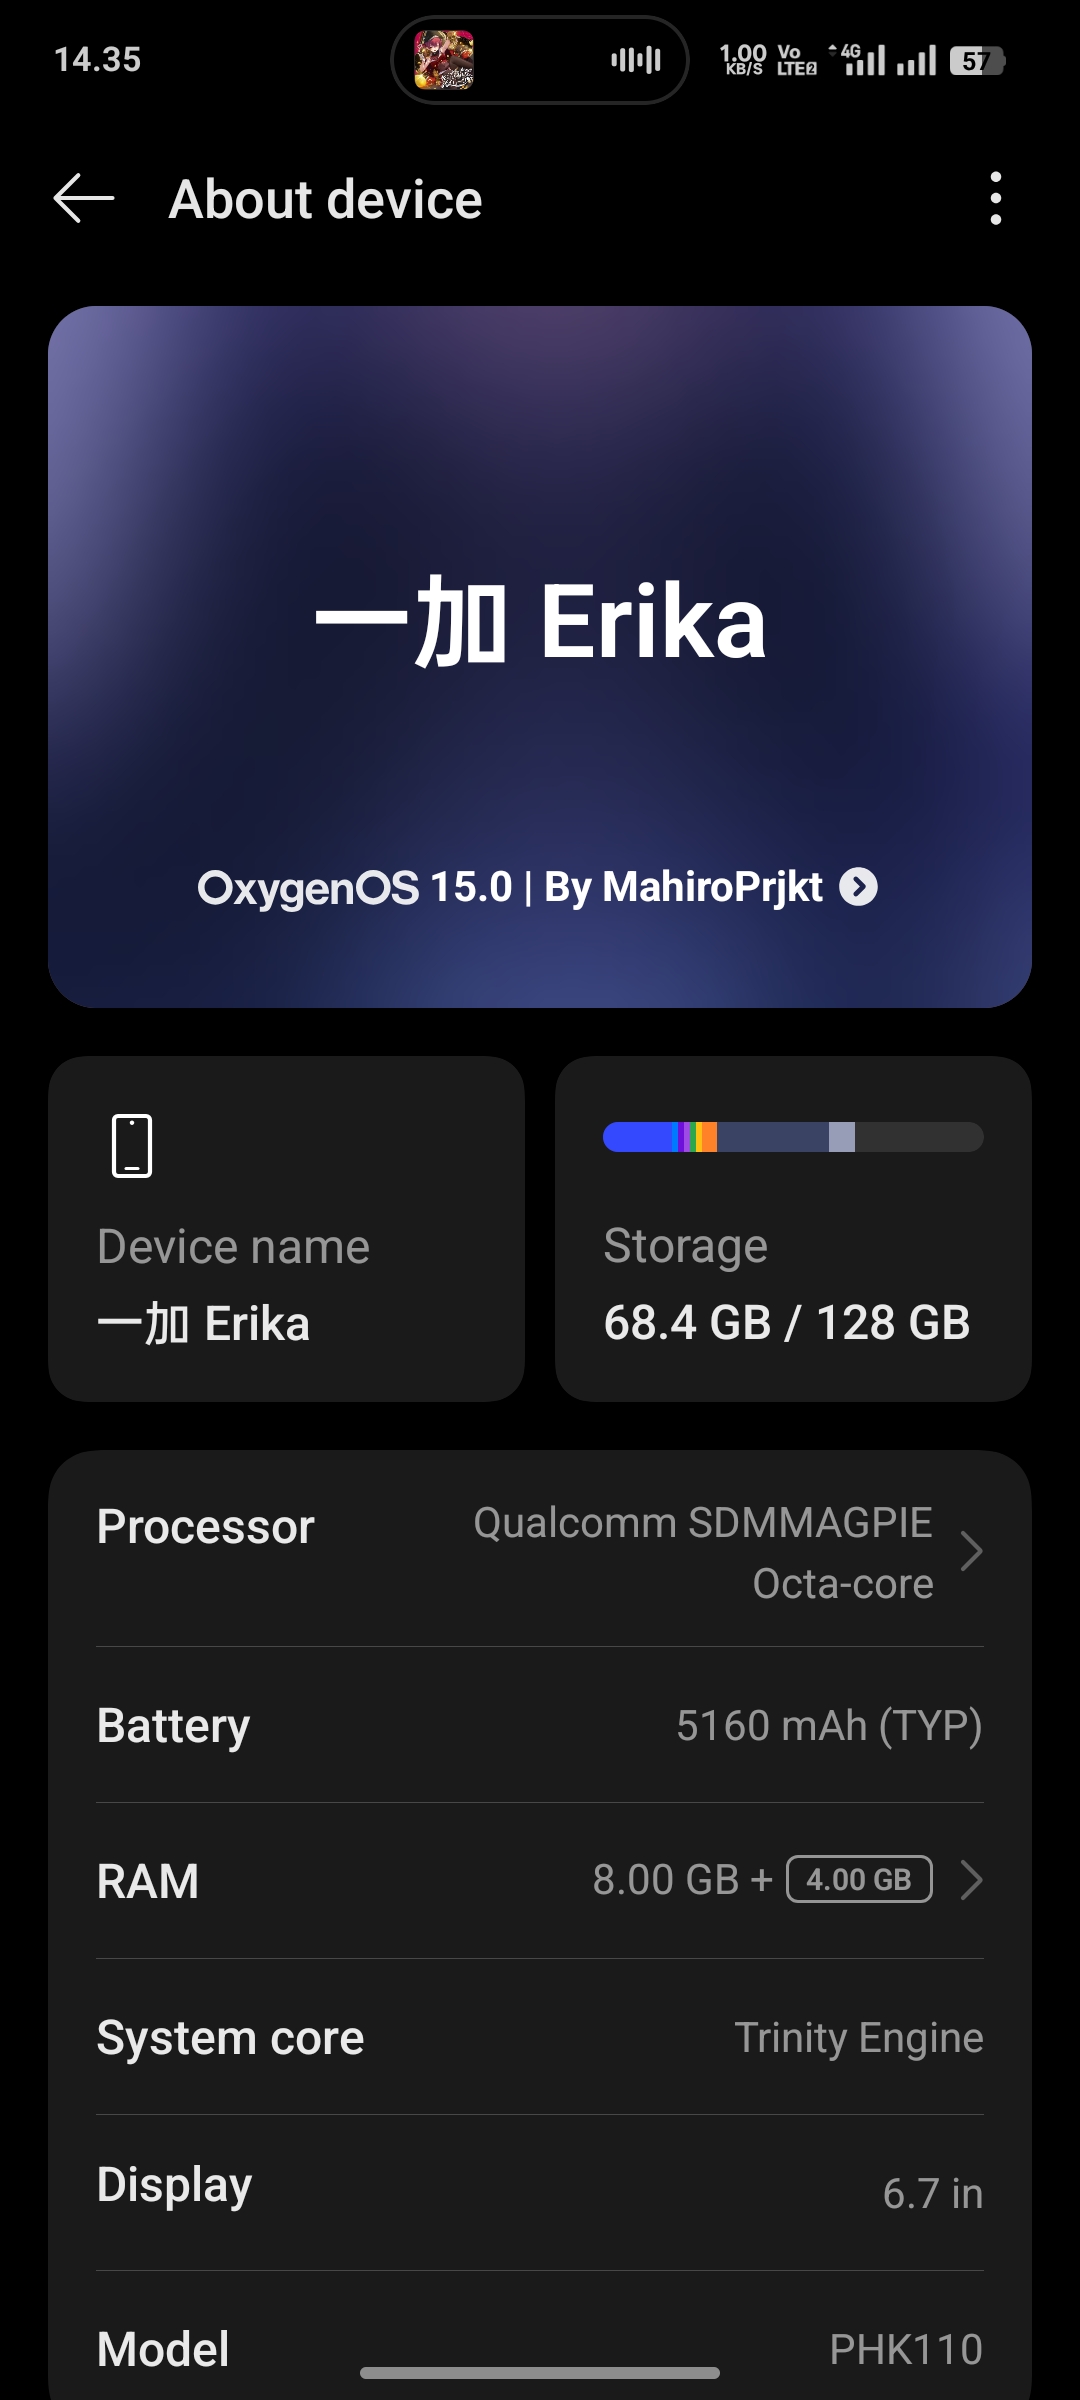 14.35
1.00 KB/S
Vo LTE 2
4G
57
About device
一加 Erika
OxygenOS 15.0 | By MahiroPrjkt
Device name
一加 Erika
Storage
68.4 GB / 128 GB
Processor
Qualcomm SDMMAGPIE
Octa-core
Battery
5160 mAh (TYP)
RAM
8.00 GB + 4.00 GB
System core
Trinity Engine
Display
6.7 in
Model
PHK110